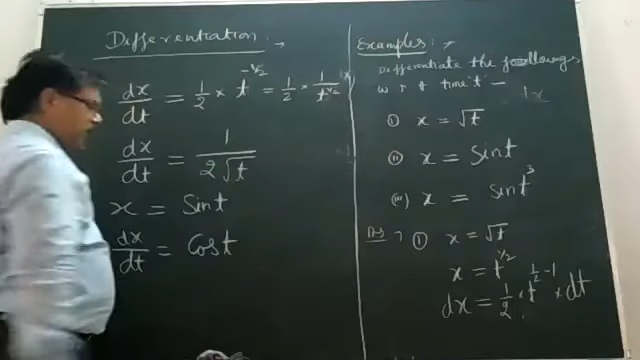 Differentiation :→
dx/dt = 1/2 × t^-1/2 = 1/2 × 1/t^1/2
dx/dt = 1/2√t
x = Sint
dx/dt = Cost
Examples : →
Differentiate the followings
w r t time 't' –
(i) x = √t
(ii) x = Sint
(iii) x = sint³
Ans → (i) x = √t
x = t^1/2
dx = 1/2 × t^1/2 - 1 × dt